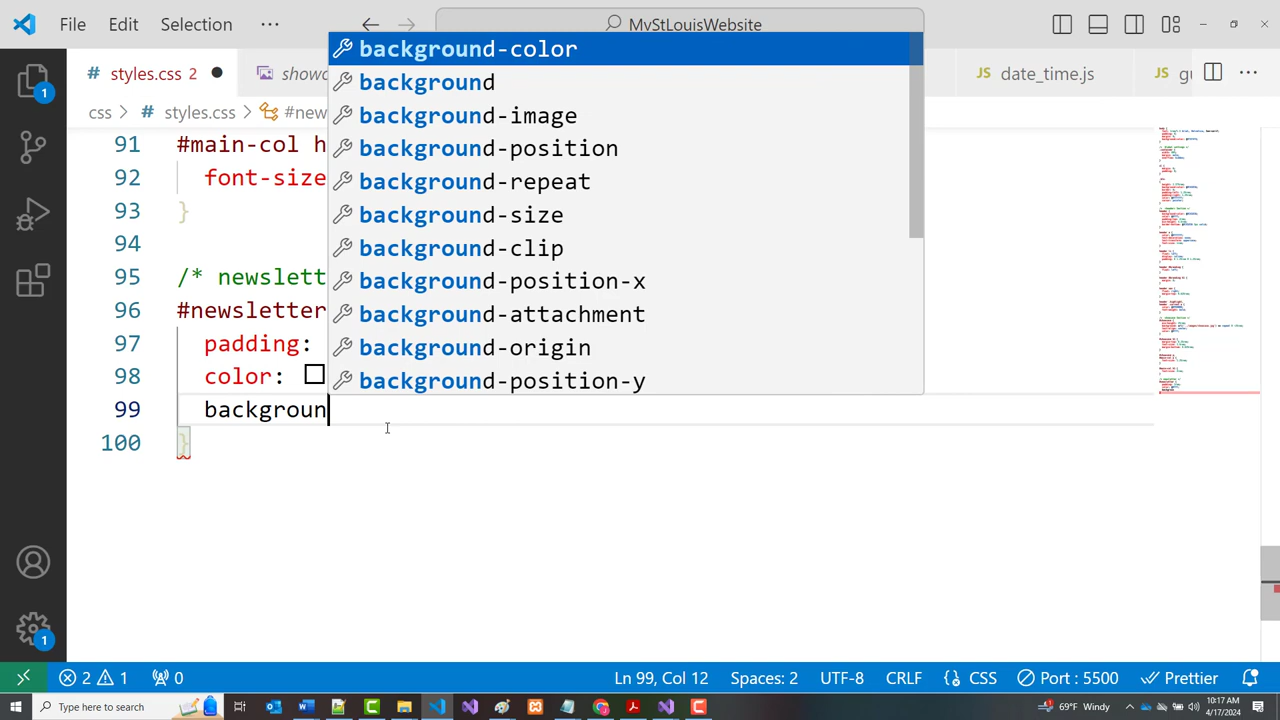 File Edit Selection ··· MyStLouisWebsite
# styles.css 2 ● showc date_time.js JS gu ···
css > # styles.css > #new
background-color
background
background-image
background-position
background-repeat
background-size
background-clip
background-position-x
background-attachment
background-origin
background-position-y
91 #main-col h
92 font-size
93 }
94
95 /* newslett
96 #newsletter
97 padding:
98 color:
99 backgroun
100 }
1
1
2 1 0 Ln 99, Col 12 Spaces: 2 UTF-8 CRLF {} CSS Port : 5500 Prettier
Type here to search 69F Windy 10:17 AM
4/17/2024